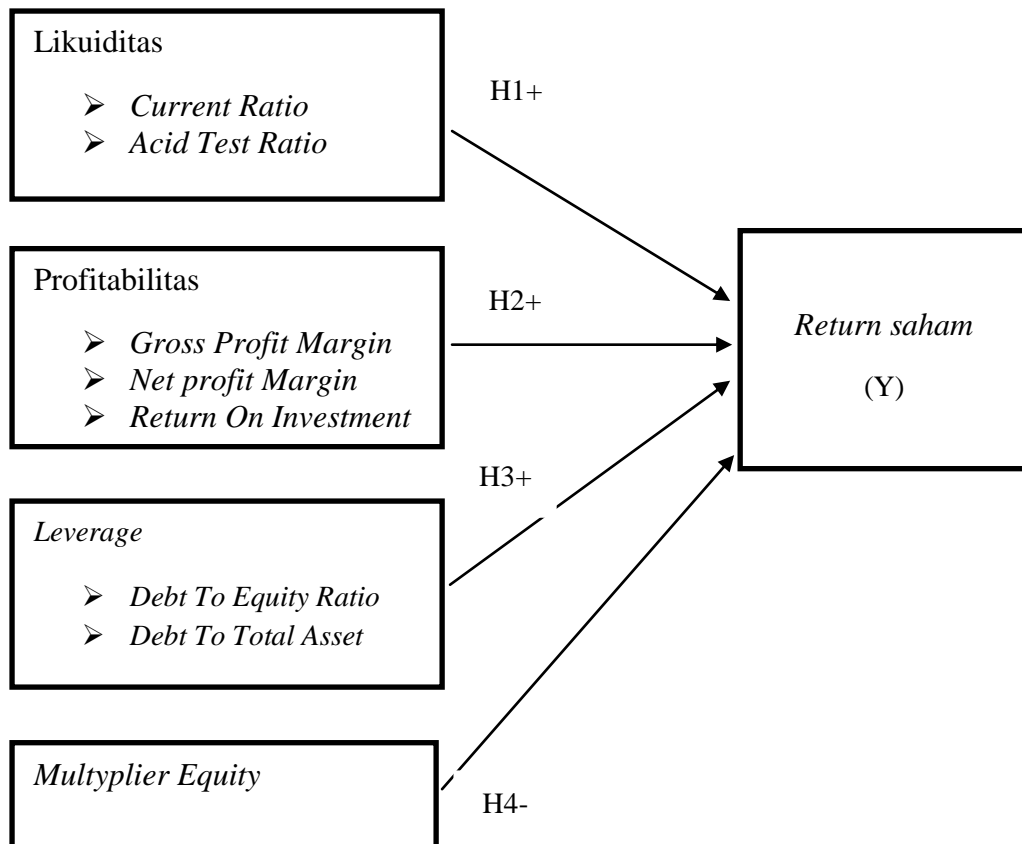 Likuiditas
➢ Current Ratio
➢ Acid Test Ratio
H1+
Profitabilitas
➢ Gross Profit Margin
➢ Net profit Margin
➢ Return On Investment
H2+
Return saham
(Y)
H3+
Leverage
➢ Debt To Equity Ratio
➢ Debt To Total Asset
Multyplier Equity
H4-